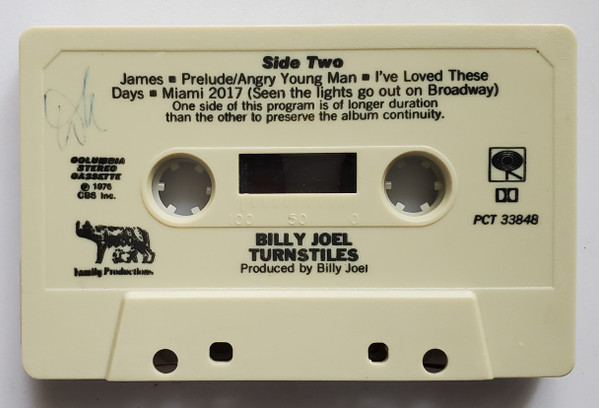 Side Two
James ▪ Prelude/Angry Young Man ▪ I've Loved These
Days ▪ Miami 2017 (Seen the lights go out on Broadway)
One side of this program is of longer duration
than the other to preserve the album continuity.
COLUMBIA
STEREO
CASSETTE
℗ 1976
CBS Inc.
00 50 0
PCT 33848
BILLY JOEL
TURNSTILES
Produced by Billy Joel
Family Productions